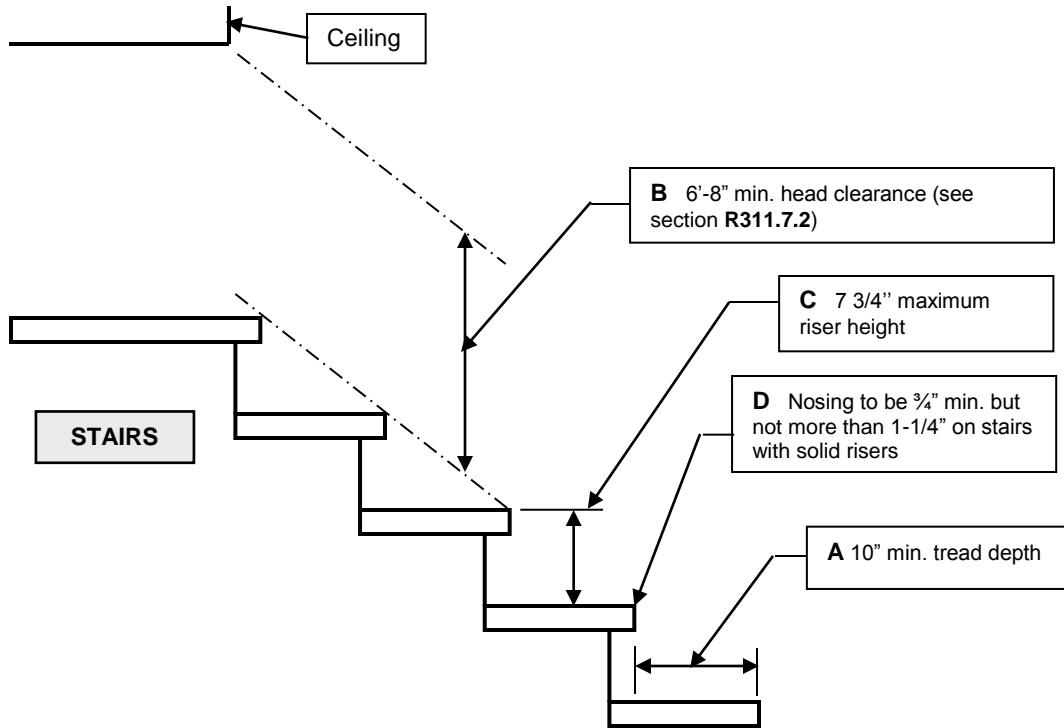 Ceiling
B 6’-8” min. head clearance (see
section R311.7.2)
C 7 3/4’’ maximum
riser height
D Nosing to be ¾” min. but
not more than 1-1/4” on stairs
with solid risers
STAIRS
A 10” min. tread depth